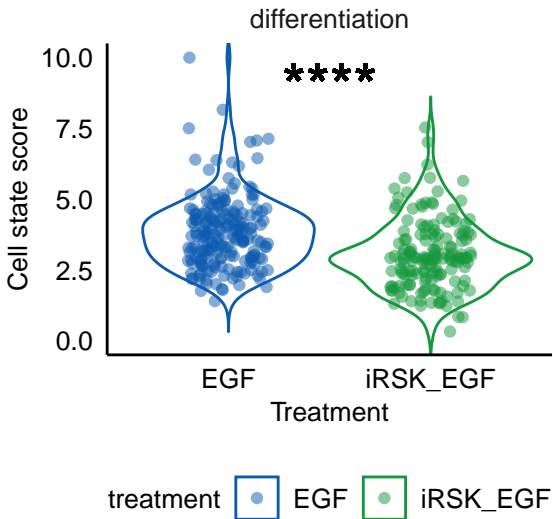 differentiation
****
10.0
7.5
5.0
2.5
0.0
Cell state score
EGF iRSK_EGF
Treatment
treatment EGF iRSK_EGF